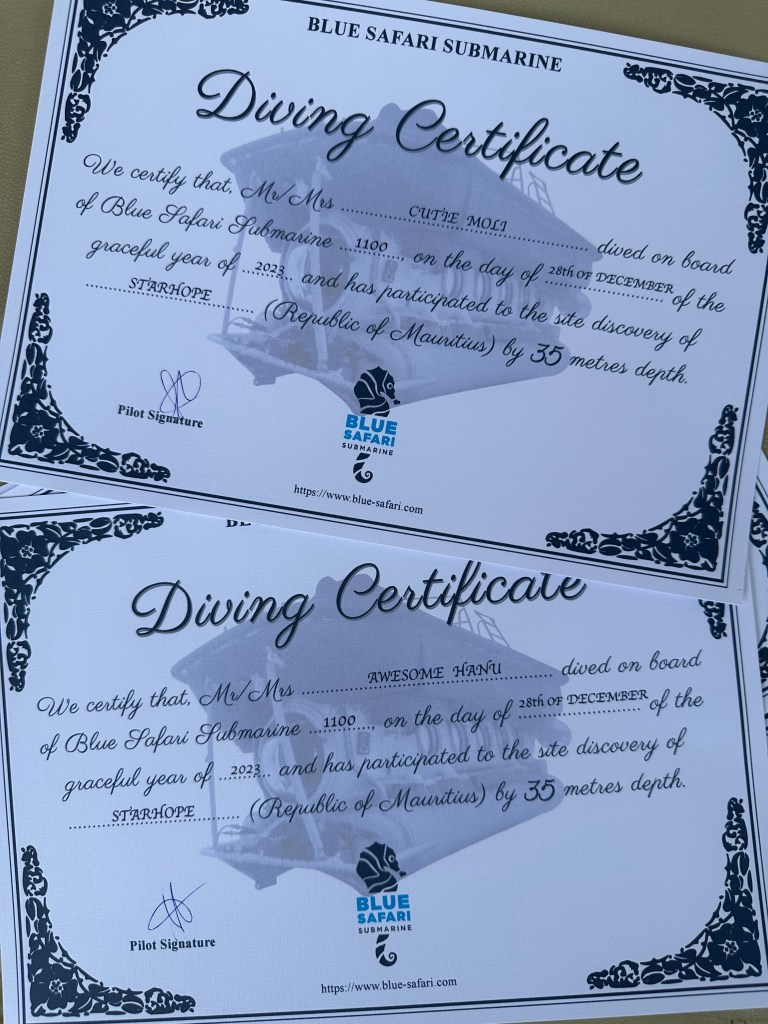 BLUE SAFARI SUBMARINE
Diving Certificate
We certify that, Mr/Mrs ........ CUTIE MOLI ........ dived on board
of Blue Safari Submarine ...1100..., on the day of 28th OF DECEMBER of the
graceful year of ...2023... and has participated to the site discovery of
........ STARHOPE ........ (Republic of Mauritius) by 35 metres depth.
Pilot Signature
BLUE
SAFARI
SUBMARINE
https://www.blue-safari.com
Diving Certificate
We certify that, Mr/Mrs ........ AWESOME HANU ........ dived on board
of Blue Safari Submarine ...1100..., on the day of 28th OF DECEMBER of the
graceful year of ...2023... and has participated to the site discovery of
........ STARHOPE ........ (Republic of Mauritius) by 35 metres depth.
Pilot Signature
BLUE
SAFARI
SUBMARINE
https://www.blue-safari.com